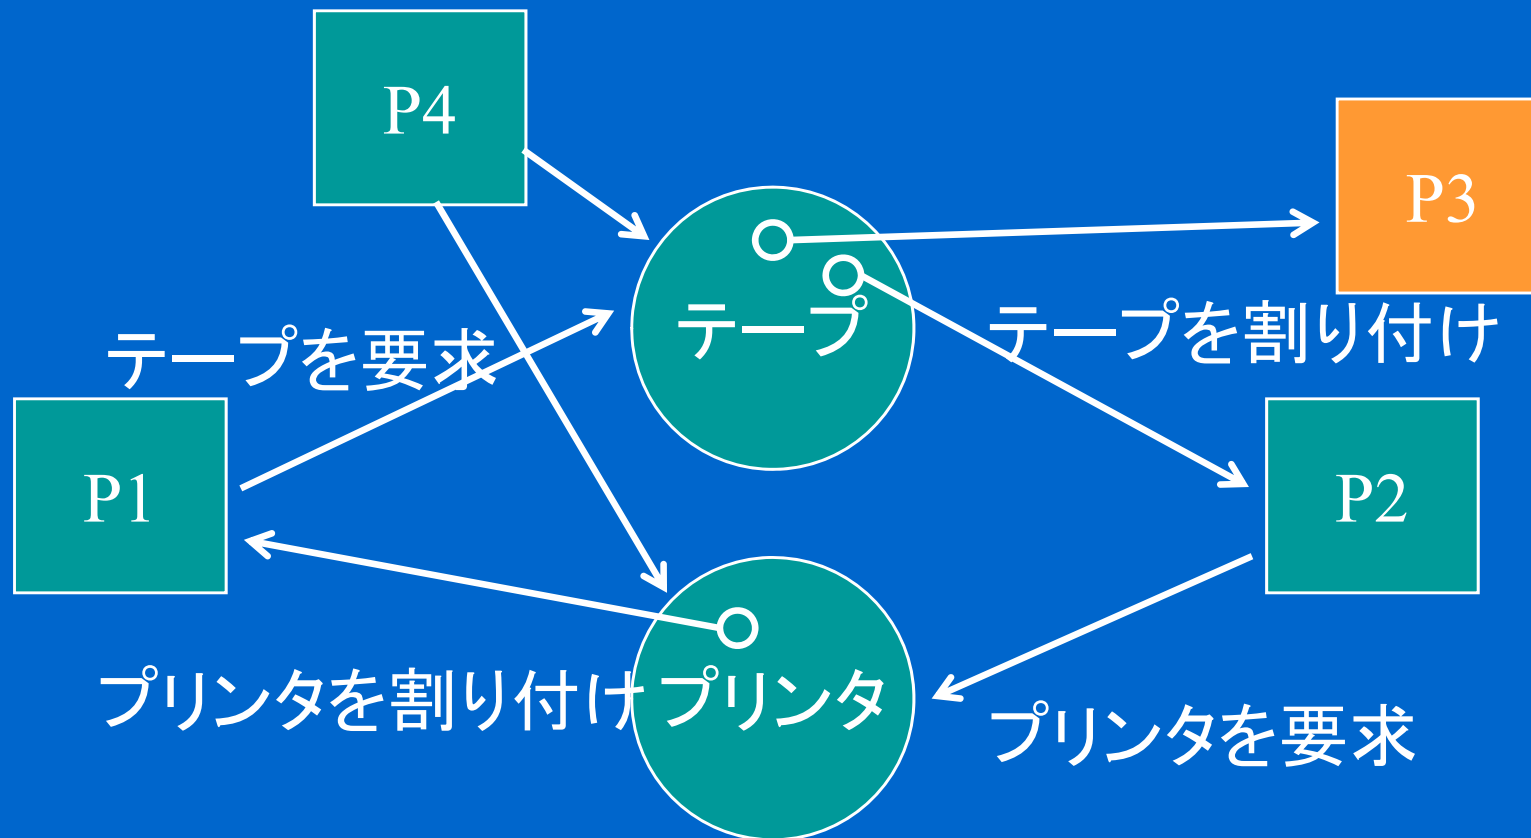 P4
P3
テープ
テープを要求
テープを割り付け
P1
P2
プリンタを割り付け
プリンタ
プリンタを要求